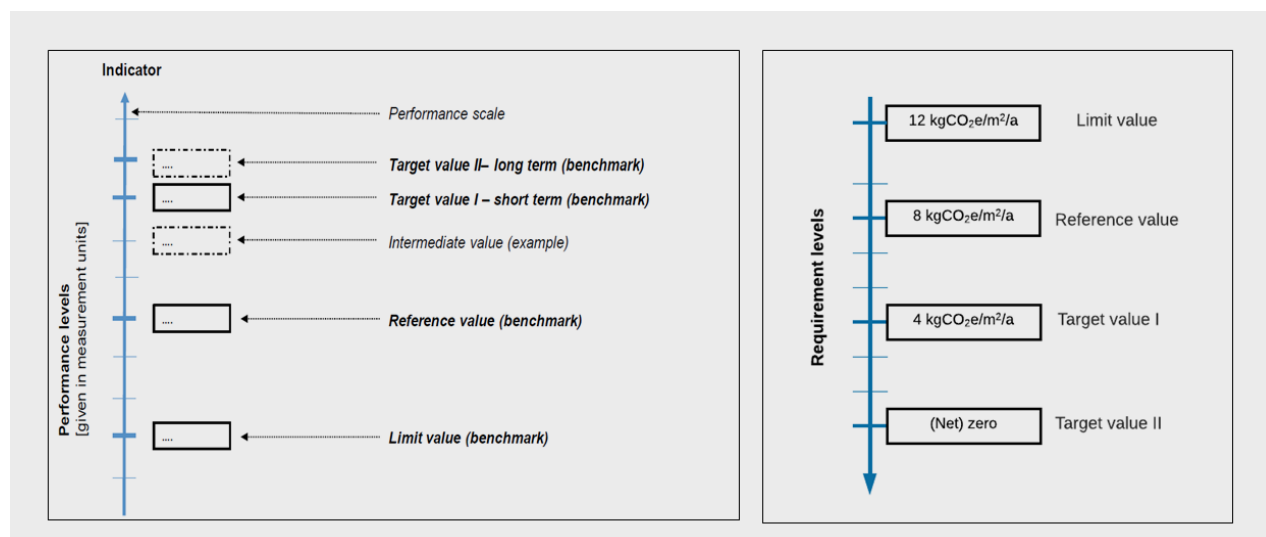 Indicator
Performance scale
....
Target value II– long term (benchmark)
....
Target value I – short term (benchmark)
....
Intermediate value (example)
....
Reference value (benchmark)
....
Limit value (benchmark)
Performance levels
[given in measurement units]
12 kgCO₂e/m²/a
Limit value
8 kgCO₂e/m²/a
Reference value
4 kgCO₂e/m²/a
Target value I
(Net) zero
Target value II
Requirement levels